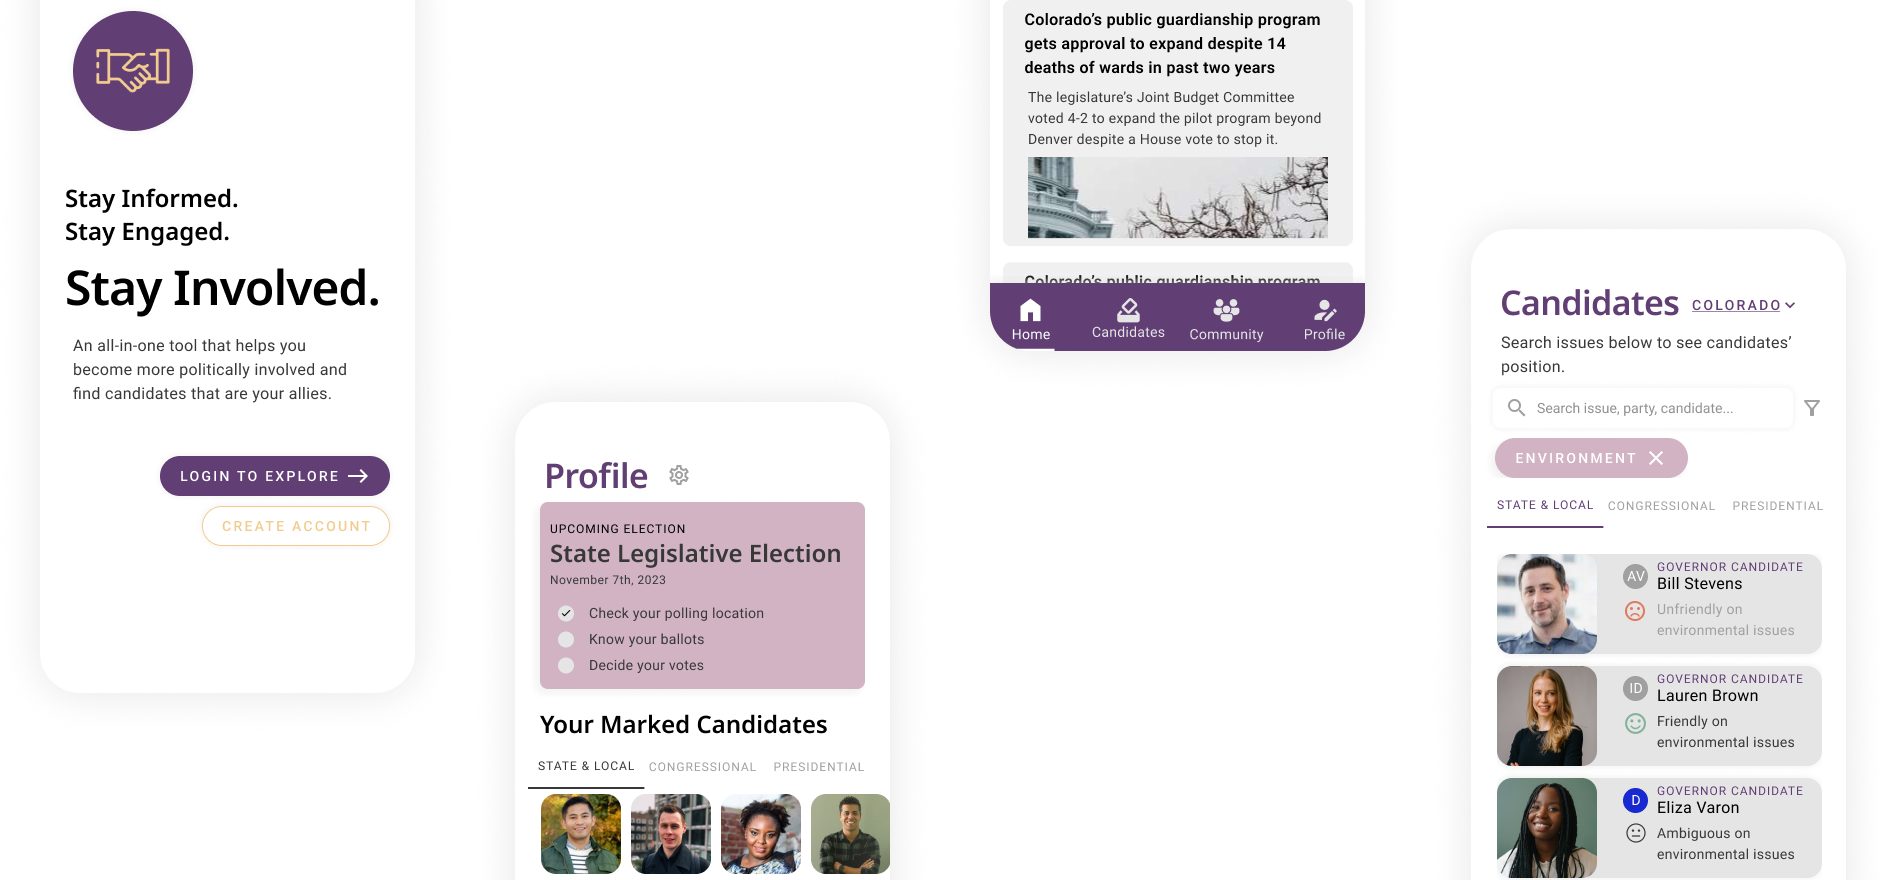 Stay Informed.
Stay Engaged.
Stay Involved.
An all-in-one tool that helps you
become more politically involved and
find candidates that are your allies.
LOGIN TO EXPLORE
CREATE ACCOUNT
Profile
UPCOMING ELECTION
State Legislative Election
November 7th, 2023
Check your polling location
Know your ballots
Decide your votes
Your Marked Candidates
STATE & LOCAL CONGRESSIONAL PRESIDENTIAL
Colorado’s public guardianship program
gets approval to expand despite 14
deaths of wards in past two years
The legislature’s Joint Budget Committee
voted 4-2 to expand the pilot program beyond
Denver despite a House vote to stop it.
Colorado’s public guardianship program
Home Candidates Community Profile
Candidates COLORADO
Search issues below to see candidates’
position.
Search issue, party, candidate...
ENVIRONMENT
STATE & LOCAL CONGRESSIONAL PRESIDENTIAL
GOVERNOR CANDIDATE
AV Bill Stevens
Unfriendly on
environmental issues
GOVERNOR CANDIDATE
ID Lauren Brown
Friendly on
environmental issues
GOVERNOR CANDIDATE
D Eliza Varon
Ambiguous on
environmental issues